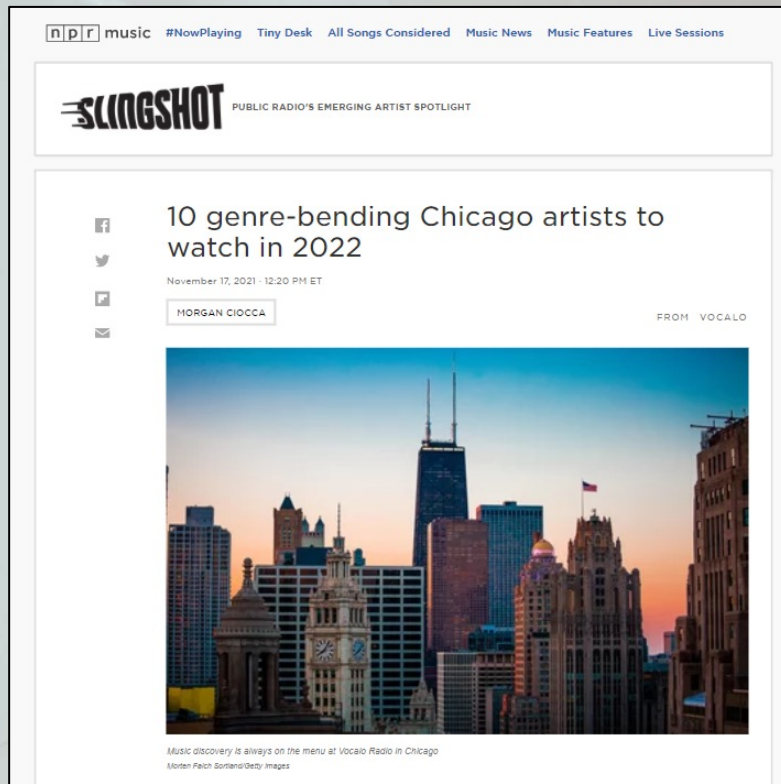 npr music #NowPlaying Tiny Desk All Songs Considered Music News Music Features Live Sessions
SLINGSHOT PUBLIC RADIO'S EMERGING ARTIST SPOTLIGHT
10 genre-bending Chicago artists to
watch in 2022
November 17, 2021 · 12:20 PM ET
MORGAN CIOCCA
FROM VOCALO
Music discovery is always on the menu at Vocalo Radio in Chicago
Morten Falch Sortland/Getty Images